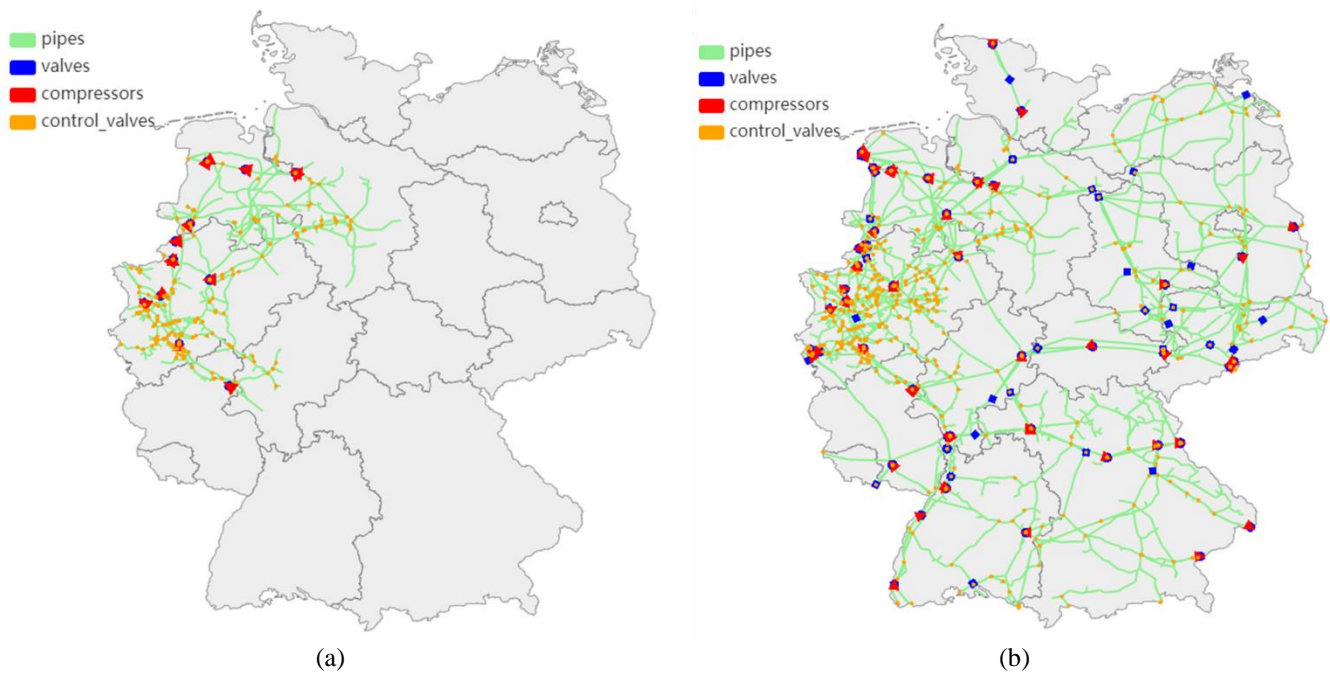 pipes
valves
compressors
control_valves
(a)
pipes
valves
compressors
control_valves
(b)